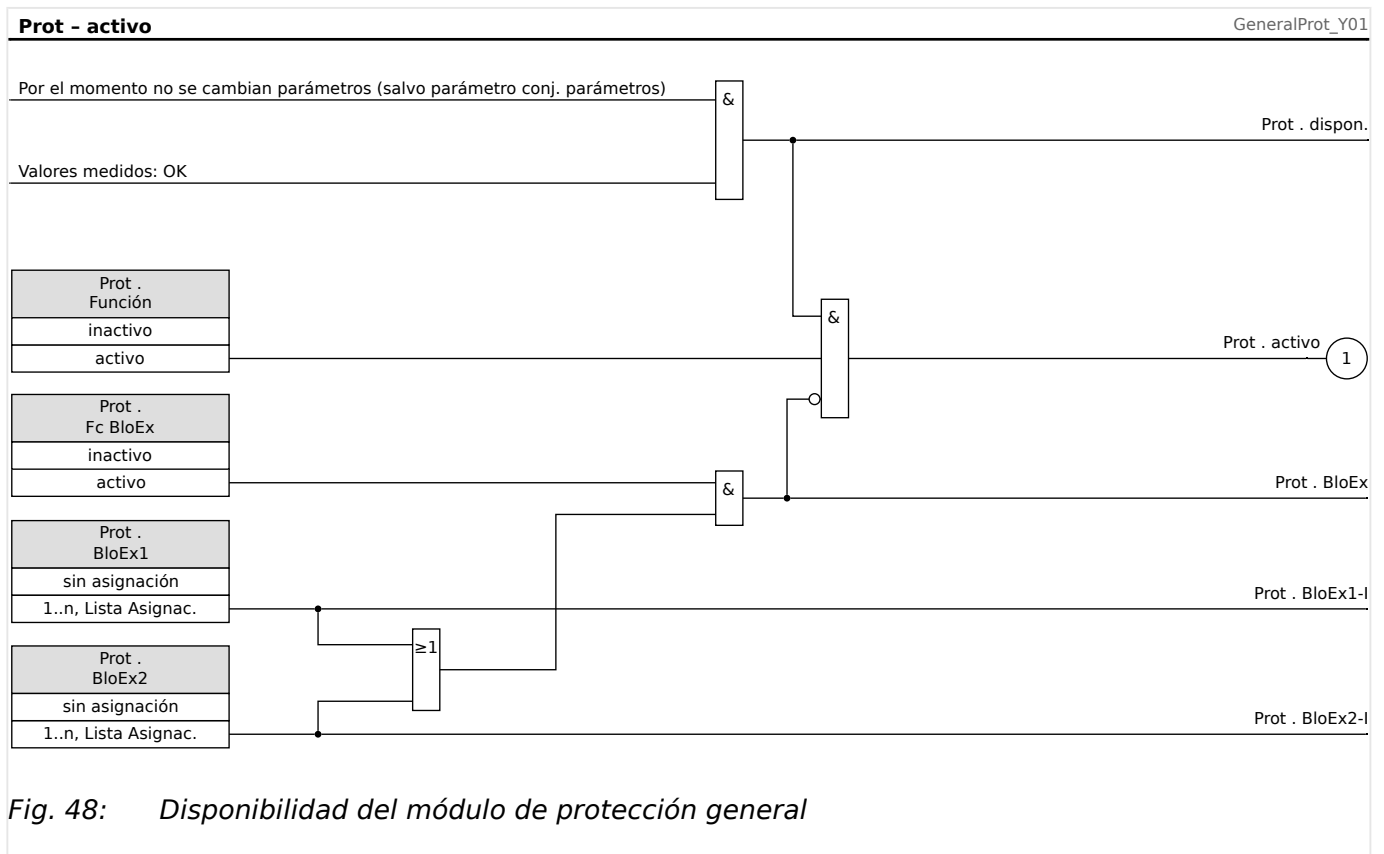 Prot – activo
GeneralProt_Y01
Por el momento no se cambian parámetros (salvo parámetro conj. parámetros)
&
Prot . dispon.
Valores medidos: OK
Prot .
Función
inactivo
activo
&
Prot . activo
1
Prot .
Fc BloEx
inactivo
activo
&
Prot . BloEx
Prot .
BloEx1
sin asignación
1..n, Lista Asignac.
Prot . BloEx1-I
≥1
Prot .
BloEx2
sin asignación
1..n, Lista Asignac.
Prot . BloEx2-I
Fig. 48: Disponibilidad del módulo de protección general